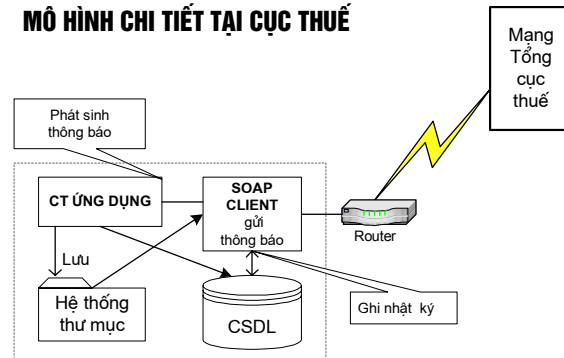 MÔ HÌNH CHI TIẾT TẠI CỤC THUẾ
Mạng
Tổng
cục
thuế
Phát sinh
thông báo
CT ỨNG DỤNG
SOAP
CLIENT
gửi
thông báo
Router
Lưu
Hệ thống
thư mục
CSDL
Ghi nhật ký